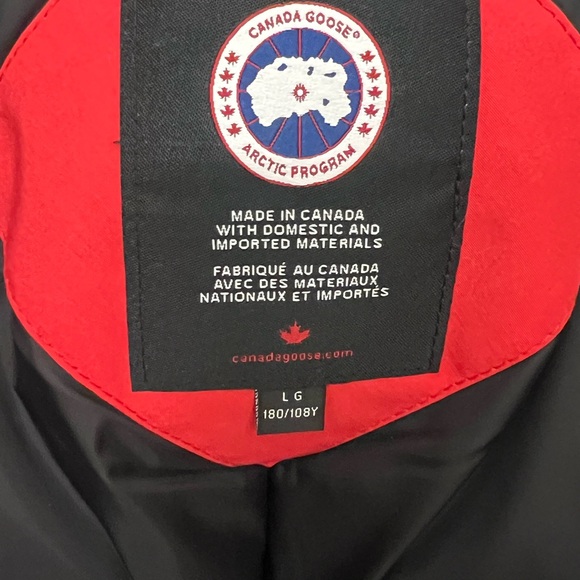 CANADA GOOSE®
ARCTIC PROGRAM
MADE IN CANADA
WITH DOMESTIC AND
IMPORTED MATERIALS
FABRIQUÉ AU CANADA
AVEC DES MATERIAUX
NATIONAUX ET IMPORTÉS
canadagoose.com
L G
180/108Y